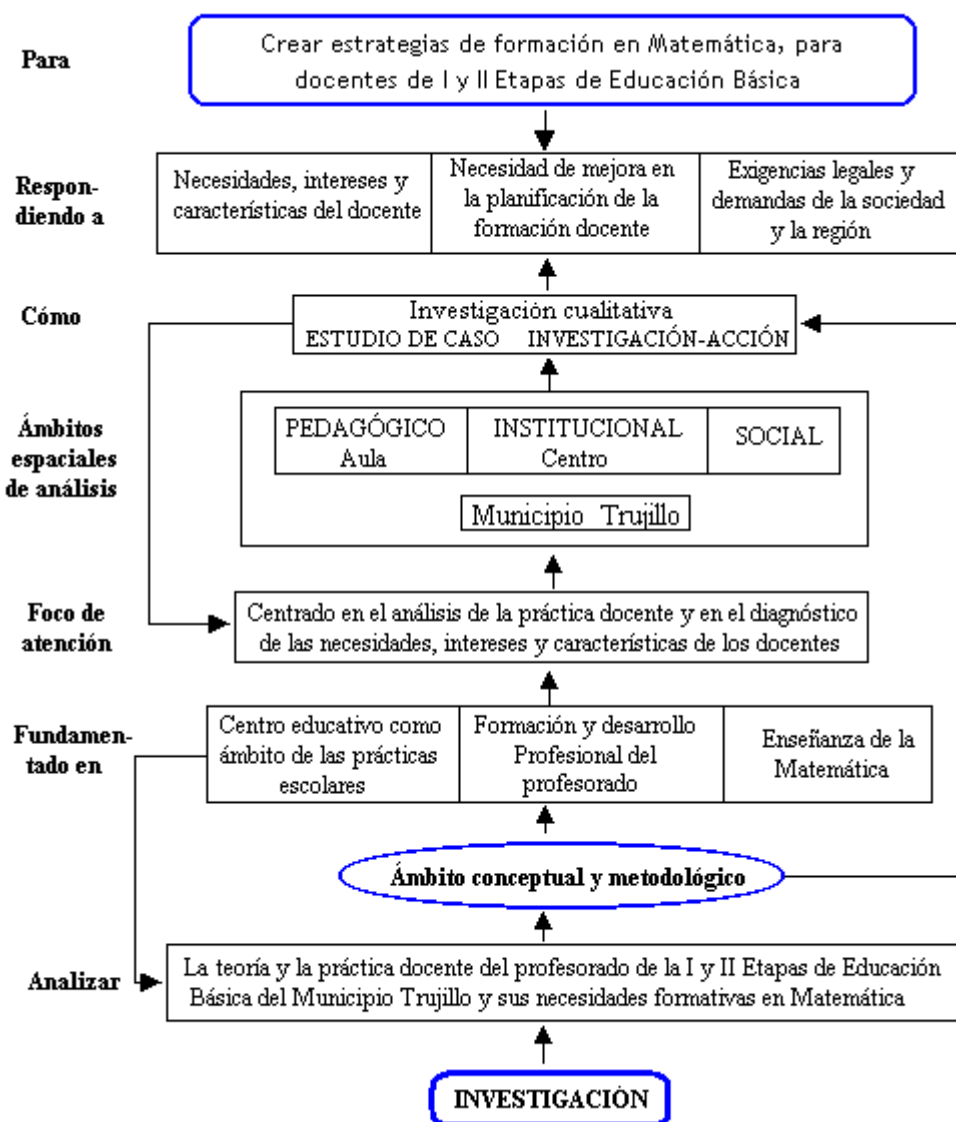 Para
Crear estrategias de formación en Matemática, para
docentes de I y II Etapas de Educación Básica
Respon-
diendo a
Necesidades, intereses y
características del docente
Necesidad de mejora en
la planificación de la
formación docente
Exigencias legales y
demandas de la sociedad
y la región
Cómo
Investigación cualitativa
ESTUDIO DE CASO INVESTIGACIÓN-ACCIÓN
Ámbitos
espaciales
de análisis
PEDAGÓGICO
Aula
INSTITUCIONAL
Centro
SOCIAL
Municipio Trujillo
Foco de
atención
Centrado en el análisis de la práctica docente y en el diagnóstico
de las necesidades, intereses y características de los docentes
Fundamen-
tado en
Centro educativo como
ámbito de las prácticas
escolares
Formación y desarrollo
Profesional del
profesorado
Enseñanza de la
Matemática
Ámbito conceptual y metodológico
Analizar
La teoría y la práctica docente del profesorado de la I y II Etapas de Educación
Básica del Municipio Trujillo y sus necesidades formativas en Matemática
INVESTIGACIÓN